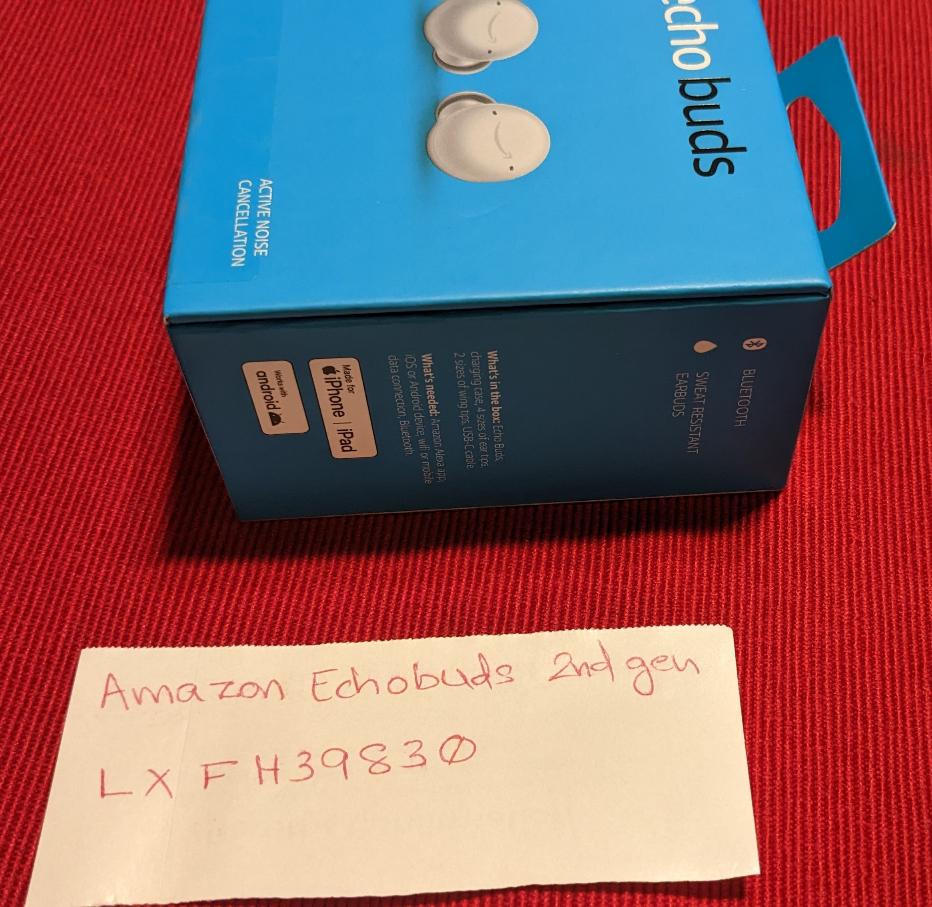 echo buds
ACTIVE NOISE
CANCELLATION
BLUETOOTH
SWEAT RESISTANT
EARBUDS
What's in the box: Echo Buds,
charging case, 4 sizes of ear tips,
2 sizes of wing tips, USB-C cable.
What's needed: Amazon Alexa app,
iOS or Android device, wifi or mobile
data connection, Bluetooth.
Made for
iPhone | iPad
Works with
android
Amazon Echobuds 2nd gen
LXFH39830